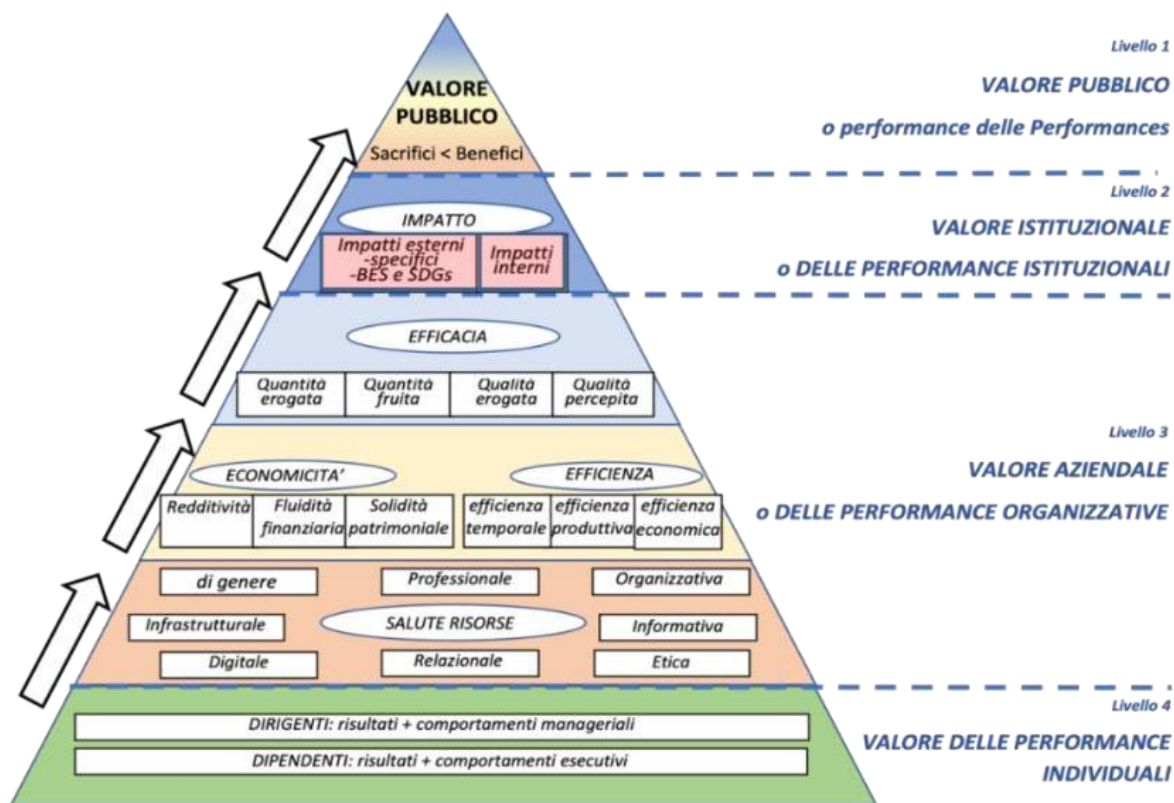 Livello 1
VALORE PUBBLICO
o performance delle Performances
VALORE
PUBBLICO
Sacrifici < Benefici
Livello 2
VALORE ISTITUZIONALE
o DELLE PERFORMANCE ISTITUZIONALI
IMPATTO
Impatti esterni
-specifici
-BES e SDGs
Impatti
interni
EFFICACIA
Quantità
erogata
Quantità
fruita
Qualità
erogata
Qualità
percepita
Livello 3
VALORE AZIENDALE
o DELLE PERFORMANCE ORGANIZZATIVE
ECONOMICITA'
EFFICIENZA
Redditività
Fluidità
finanziaria
Solidità
patrimoniale
efficienza
temporale
efficienza
produttiva
efficienza
economica
di genere
Professionale
Organizzativa
Infrastrutturale
SALUTE RISORSE
Informativa
Digitale
Relazionale
Etica
Livello 4
VALORE DELLE PERFORMANCE
INDIVIDUALI
DIRIGENTI: risultati + comportamenti manageriali
DIPENDENTI: risultati + comportamenti esecutivi